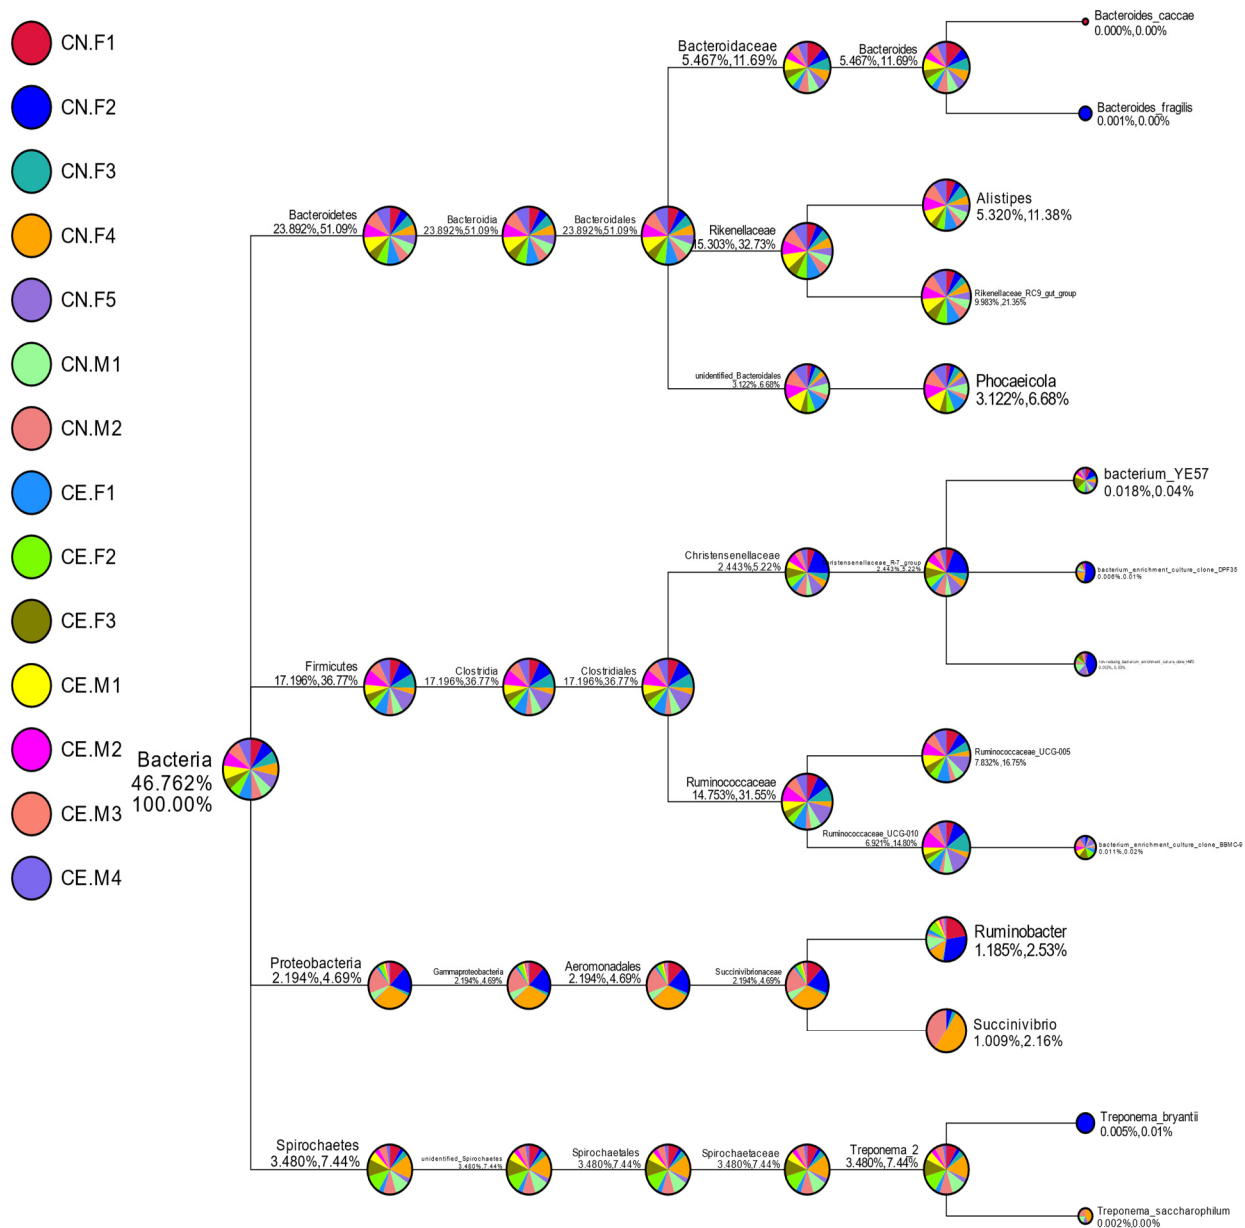 CN.F1
CN.F2
CN.F3
CN.F4
CN.F5
CN.M1
CN.M2
CE.F1
CE.F2
CE.F3
CE.M1
CE.M2
CE.M3
CE.M4
Bacteria
46.762%
100.00%
Bacteroidetes
23.892%,51.09%
Bacteroidia
23.892%,51.09%
Bacteroidales
23.892%,51.09%
Bacteroidaceae
5.467%,11.69%
Bacteroides
5.467%,11.69%
Bacteroides_caccae
0.000%,0.00%
Bacteroides_fragilis
0.001%,0.00%
Rikenellaceae
15.303%,32.73%
Alistipes
5.320%,11.38%
Rikenellaceae_RC9_gut_group
9.983%,21.35%
unidentified_Bacteroidales
3.122%,6.68%
Phocaeicola
3.122%,6.68%
Firmicutes
17.196%,36.77%
Clostridia
17.196%,36.77%
Clostridiales
17.196%,36.77%
Christensenellaceae
2.443%,5.22%
Christensenellaceae_R-7_group
2.443%,5.22%
bacterium_YE57
0.018%,0.04%
bacterium_enrichment_culture_clone_DPF35
0.006%,0.01%
Ruminococcaceae
14.753%,31.55%
Ruminococcaceae_UCG-005
7.832%,16.75%
Ruminococcaceae_UCG-010
6.921%,14.80%
bacterium_enrichment_culture_clone_BBMC-9
0.011%,0.02%
Proteobacteria
2.194%,4.69%
Gammaproteobacteria
2.194%,4.69%
Aeromonadales
2.194%,4.69%
Succinivibrionaceae
2.194%,4.69%
Ruminobacter
1.185%,2.53%
Succinivibrio
1.009%,2.16%
Spirochaetes
3.480%,7.44%
unidentified_Spirochaetes
3.480%,7.44%
Spirochaetales
3.480%,7.44%
Spirochaetaceae
3.480%,7.44%
Treponema_2
3.480%,7.44%
Treponema_bryantii
0.005%,0.01%
Treponema_saccharophilum
0.002%,0.00%